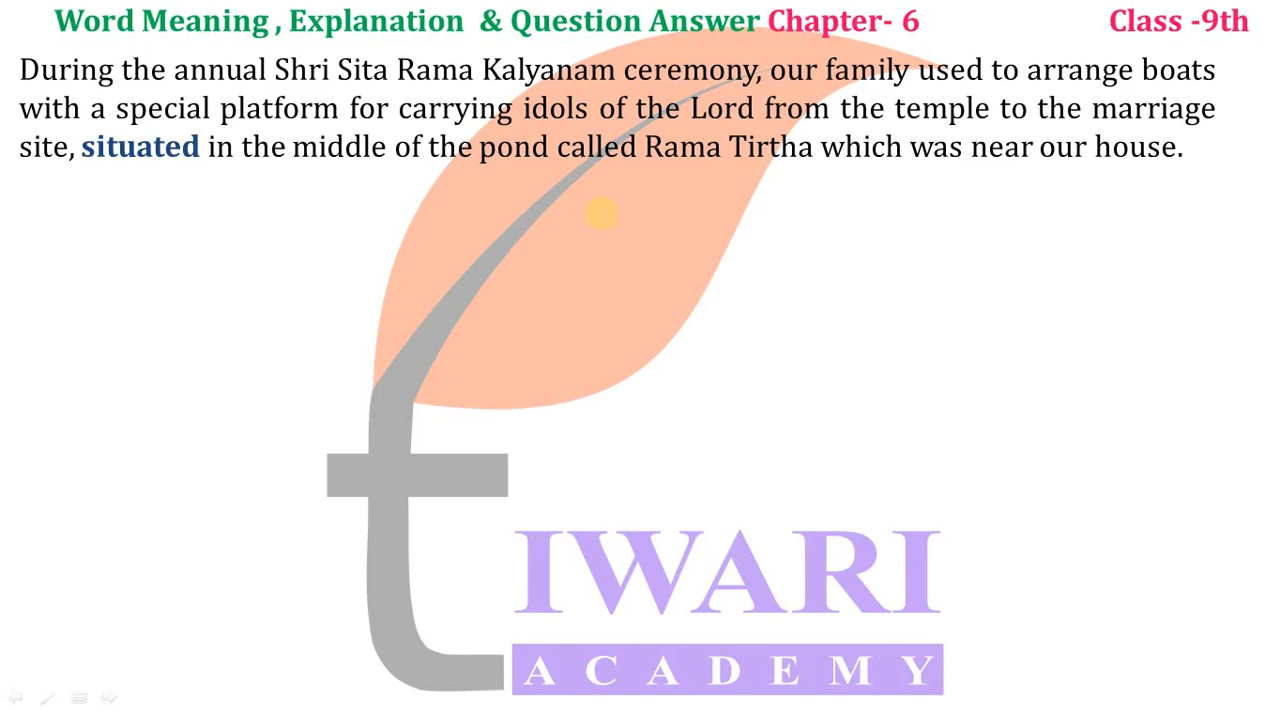 Word Meaning , Explanation & Question Answer Chapter- 6 Class -9th
During the annual Shri Sita Rama Kalyanam ceremony, our family used to arrange boats
with a special platform for carrying idols of the Lord from the temple to the marriage
site, situated in the middle of the pond called Rama Tirtha which was near our house.
tIWARI
ACADEMY